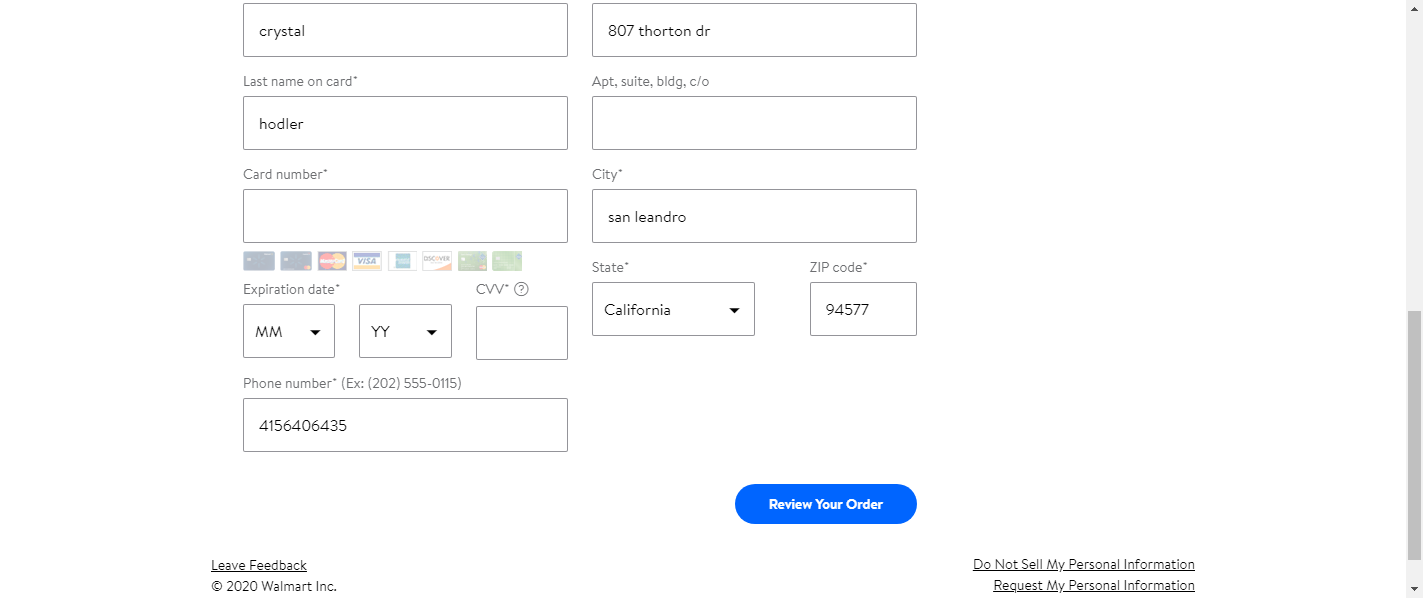 crystal
807 thorton dr
Last name on card*
Apt, suite, bldg, c/o
hodler
Card number*
City*
san leandro
VISA
DISCOVER
State*
ZIP code*
Expiration date*
CVV* ?
California
94577
MM
YY
Phone number* (Ex: (202) 555-0115)
4156406435
Review Your Order
Leave Feedback
Do Not Sell My Personal Information
© 2020 Walmart Inc.
Request My Personal Information